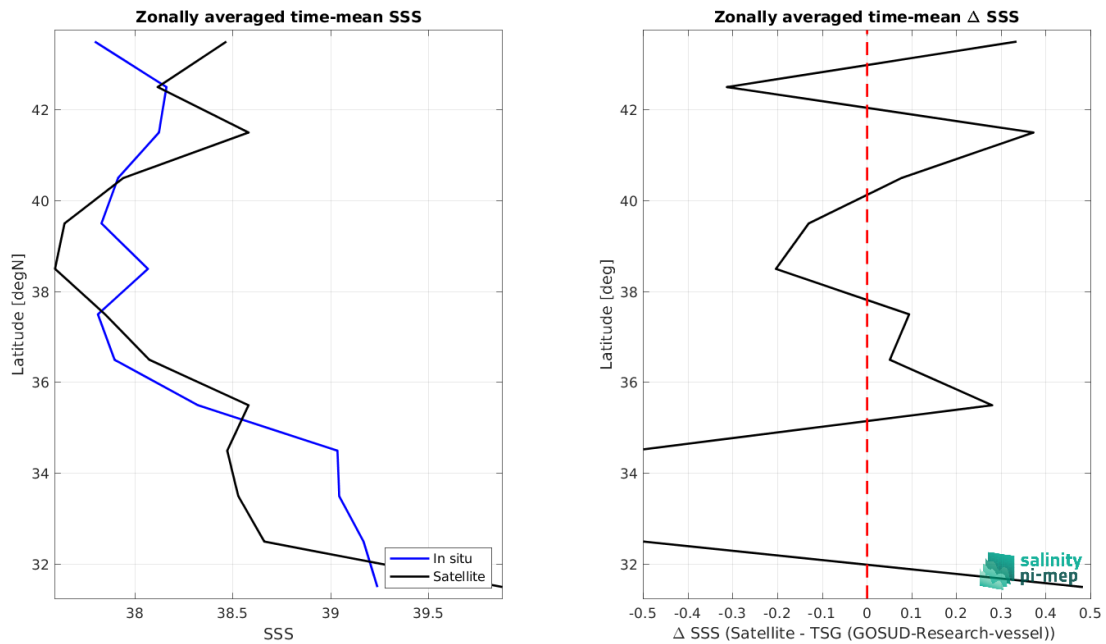 Zonally averaged time-mean SSS
Latitude [degN]
42
40
38
36
34
32
38
38.5
39
39.5
SSS
In situ
Satellite
Zonally averaged time-mean Δ SSS
Latitude [deg]
42
40
38
36
34
32
-0.5 -0.4 -0.3 -0.2 -0.1 0 0.1 0.2 0.3 0.4 0.5
Δ SSS (Satellite - TSG (GOSUD-Research-vessel))
salinity
pi-mep